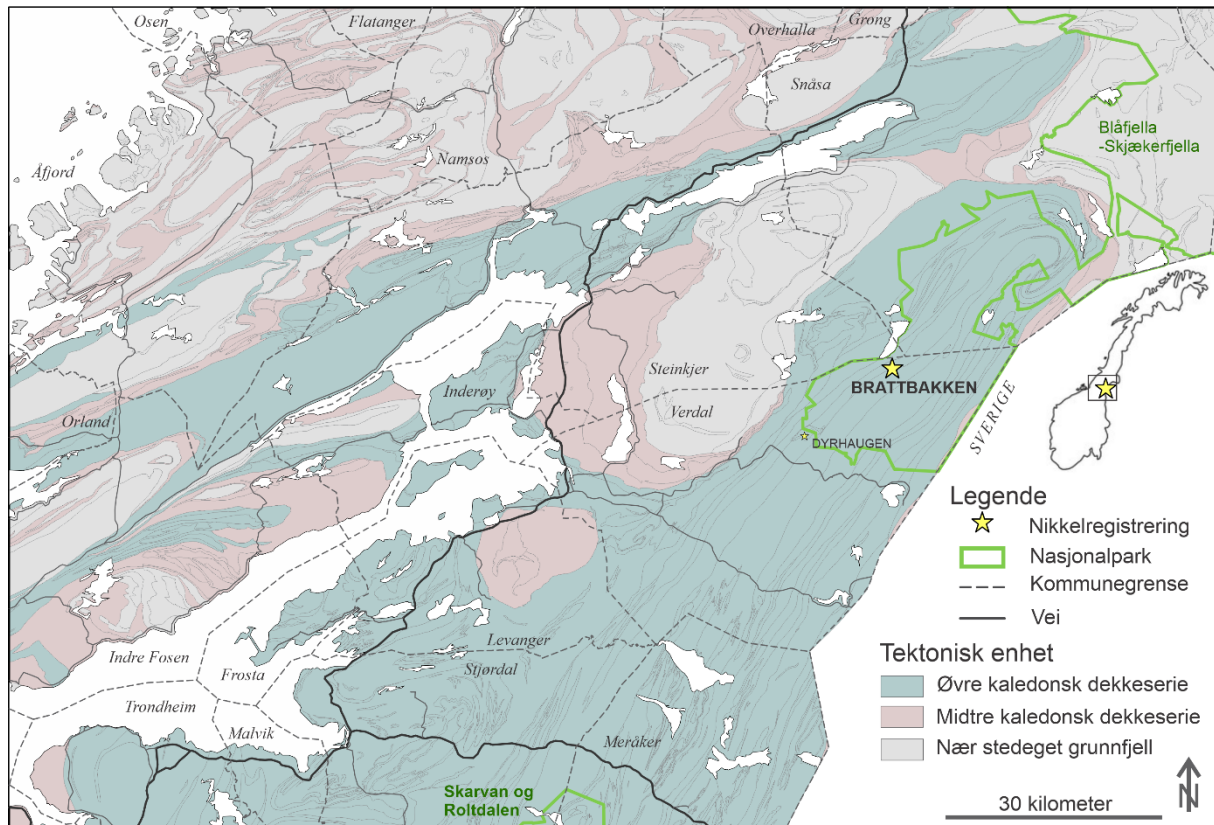 Osen
Flatanger
Overhalla
Grong
Snåsa
Åfjord
Namsos
Blåfjella
-Skjækerfjella
Steinkjer
Inderøy
Verdal
BRATTBAKKEN
Orland
DYRHAUGEN
SVERIGE
Levanger
Stjørdal
Indre Fosen
Frosta
Trondheim
Malvik
Meråker
Skarvan og
Roltdalen
Legende
Nikkelregistrering
Nasjonalpark
Kommunegrense
Vei
Tektonisk enhet
Øvre kaledonsk dekkeserie
Midtre kaledonsk dekkeserie
Nær stedeget grunnfjell
30 kilometer
N